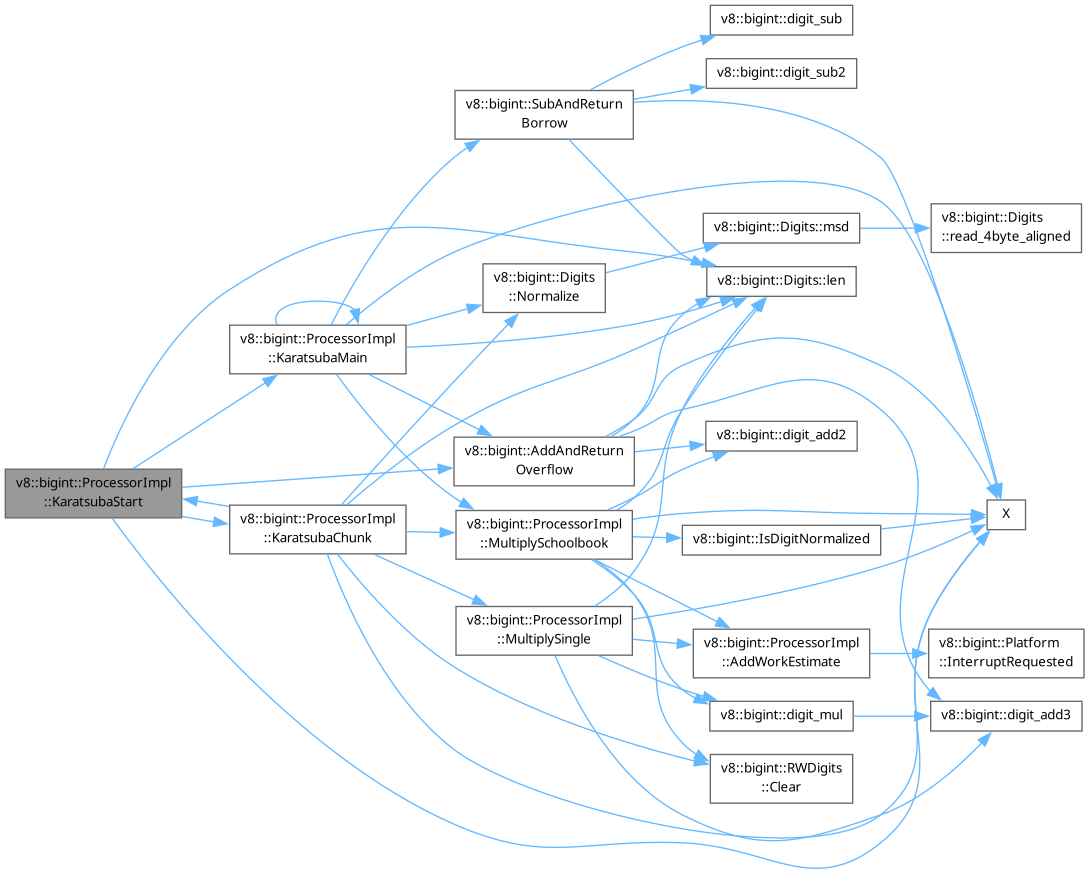 v8::bigint::digit_sub
v8::bigint::digit_sub2
v8::bigint::SubAndReturn
Borrow
v8::bigint::Digits::msd
v8::bigint::Digits
::read_4byte_aligned
v8::bigint::Digits
::Normalize
v8::bigint::Digits::len
v8::bigint::ProcessorImpl
::KaratsubaMain
v8::bigint::AddAndReturn
Overflow
v8::bigint::digit_add2
v8::bigint::ProcessorImpl
::KaratsubaStart
v8::bigint::ProcessorImpl
::KaratsubaChunk
v8::bigint::ProcessorImpl
::MultiplySchoolbook
v8::bigint::IsDigitNormalized
X
v8::bigint::ProcessorImpl
::MultiplySingle
v8::bigint::ProcessorImpl
::AddWorkEstimate
v8::bigint::Platform
::InterruptRequested
v8::bigint::digit_mul
v8::bigint::digit_add3
v8::bigint::RWDigits
::Clear